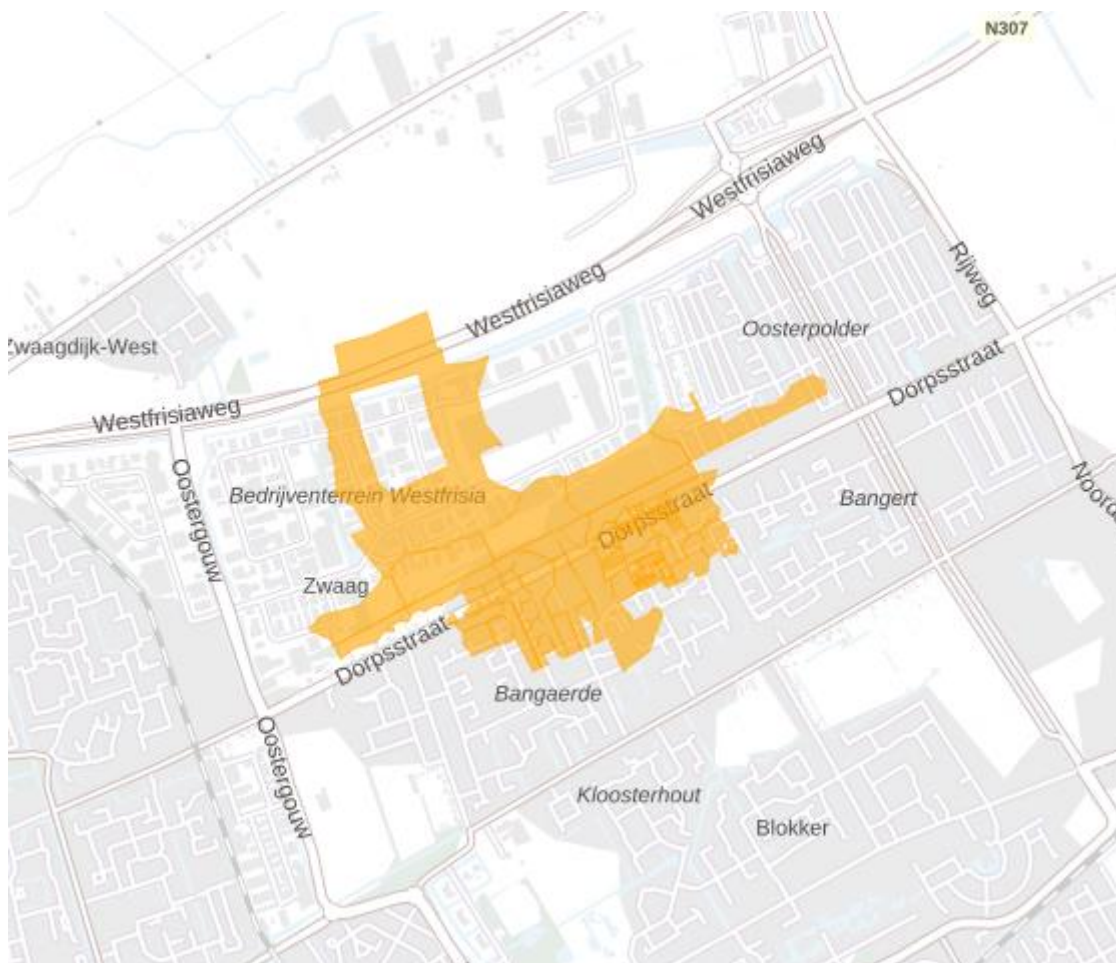 N307
Westfrisiaweg
Rijweg
Westfrisiaweg
Oosterpolder
Zwaagdijk-West
Dorpsstraat
Westfrisiaweg
Oostergouw
Bedrijventerrein Westfrisia
Bangert
Noord
Dorpsstraat
Zwaag
Dorpsstraat
Bangaerde
Oostergouw
Kloosterhout
Blokker